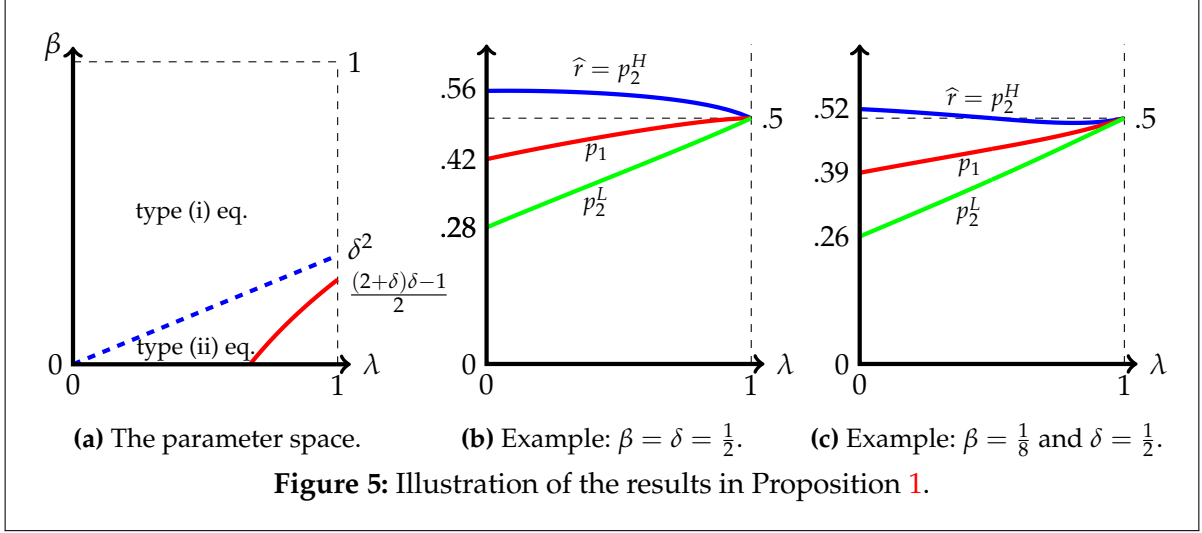 β
1
type (i) eq.
δ²
(2+δ)δ−1
2
type (ii) eq.
0
0
1
λ
(a) The parameter space.
r̂ = p₂ᴴ
.56
.5
.42
p₁
p₂ᴸ
.28
0
0
1
λ
(b) Example: β = δ = ½.
r̂ = p₂ᴴ
.52
.5
.39
p₁
p₂ᴸ
.26
0
0
1
λ
(c) Example: β = ⅛ and δ = ½.
Figure 5: Illustration of the results in Proposition 1.